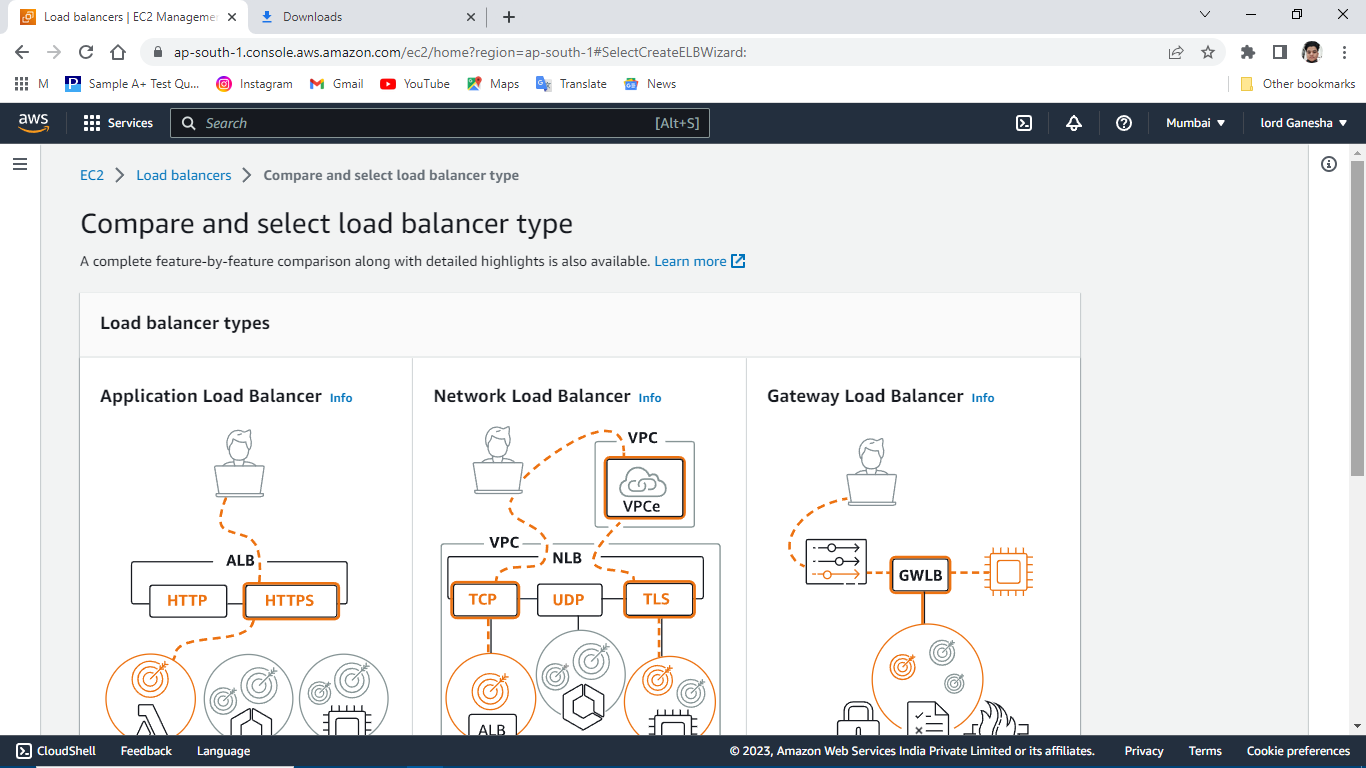 Load balancers | EC2 Manageme
Downloads
ap-south-1.console.aws.amazon.com/ec2/home?region=ap-south-1#SelectCreateELBWizard:
M Sample A+ Test Qu... Instagram Gmail YouTube Maps Translate News Other bookmarks
aws Services Search [Alt+S] Mumbai lord Ganesha
EC2 Load balancers Compare and select load balancer type
Compare and select load balancer type
A complete feature-by-feature comparison along with detailed highlights is also available. Learn more
Load balancer types
Application Load Balancer Info
ALB
HTTP HTTPS
Network Load Balancer Info
VPC
VPCe
VPC
NLB
TCP UDP TLS
ALB
Gateway Load Balancer Info
GWLB
CloudShell Feedback Language © 2023, Amazon Web Services India Private Limited or its affiliates. Privacy Terms Cookie preferences